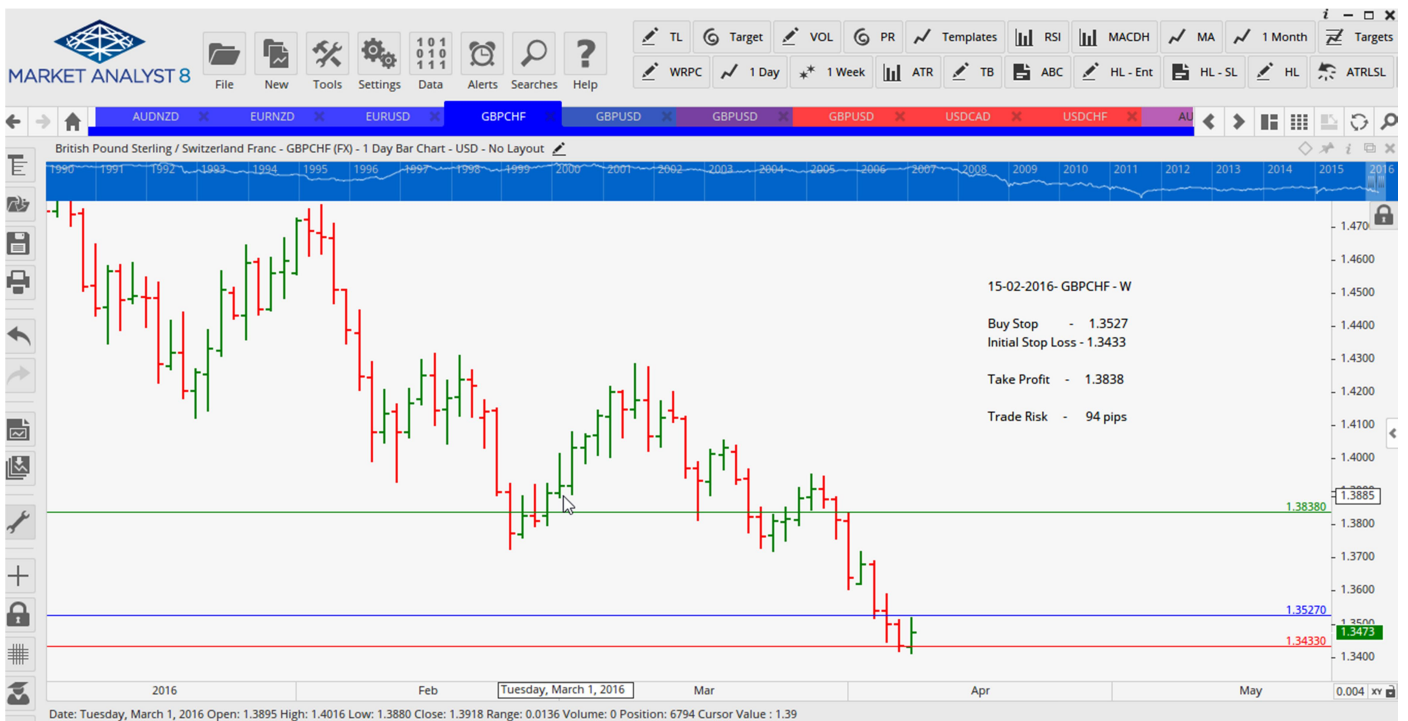 i
MARKET ANALYST 8
File New Tools Settings Data Alerts Searches Help
101
010
111
TL Target VOL PR Templates RSI MACDH MA 1 Month Targets
WRPC 1 Day 1 Week ATR TB ABC HL - Ent HL - SL HL ATRLSL
AUDNZD EURNZD EURUSD GBPCHF GBPUSD GBPUSD GBPUSD USDCAD USDCHF AU
British Pound Sterling / Switzerland Franc - GBPCHF (FX) - 1 Day Bar Chart - USD - No Layout
1990 1991 1992 1993 1994 1995 1996 1997 1998 1999 2000 2001 2002 2003 2004 2005 2006 2007 2008 2009 2010 2011 2012 2013 2014 2015 2016
1.470
1.4600
15-02-2016- GBPCHF - W
1.4500
Buy Stop - 1.3527
1.4400
Initial Stop Loss - 1.3433
1.4300
Take Profit - 1.3838
1.4200
Trade Risk - 94 pips
1.4100
1.4000
1.3885
1.38380
1.3800
1.3700
1.3600
1.35270
1.3500
1.3473
1.34330
1.3400
2016 Feb Tuesday, March 1, 2016 Mar Apr May 0.004 XY
Date: Tuesday, March 1, 2016 Open: 1.3895 High: 1.4016 Low: 1.3880 Close: 1.3918 Range: 0.0136 Volume: 0 Position: 6794 Cursor Value : 1.39